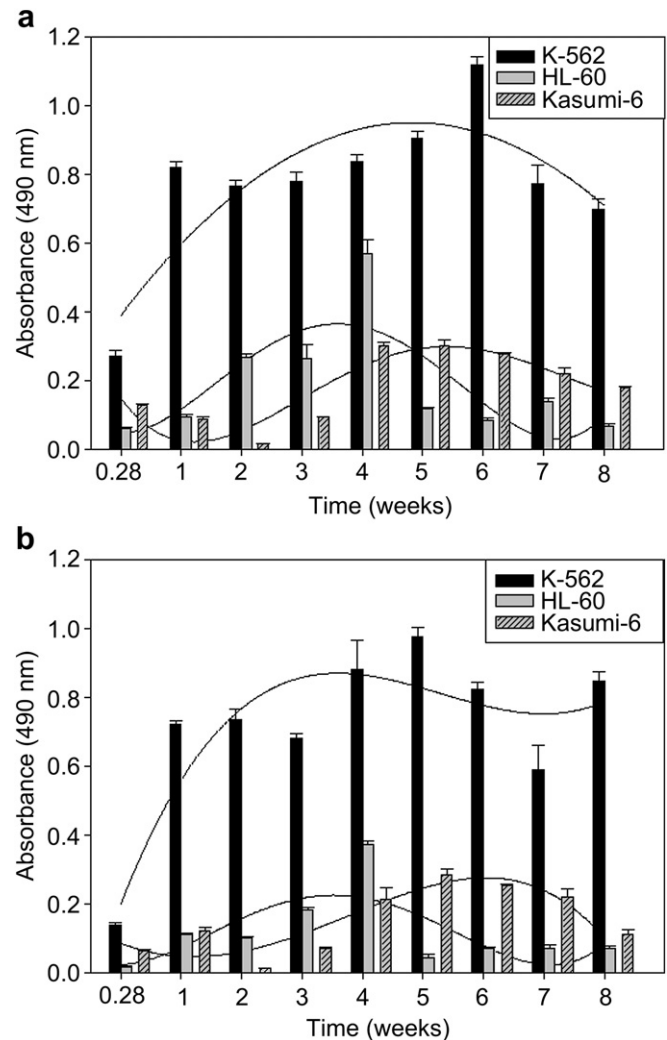 a
1.2
K-562
HL-60
Kasumi-6
1.0
0.8
0.6
0.4
0.2
0.0
Absorbance (490 nm)
0.28 1 2 3 4 5 6 7 8
Time (weeks)
b
1.2
K-562
HL-60
Kasumi-6
1.0
0.8
0.6
0.4
0.2
0.0
Absorbance (490 nm)
0.28 1 2 3 4 5 6 7 8
Time (weeks)